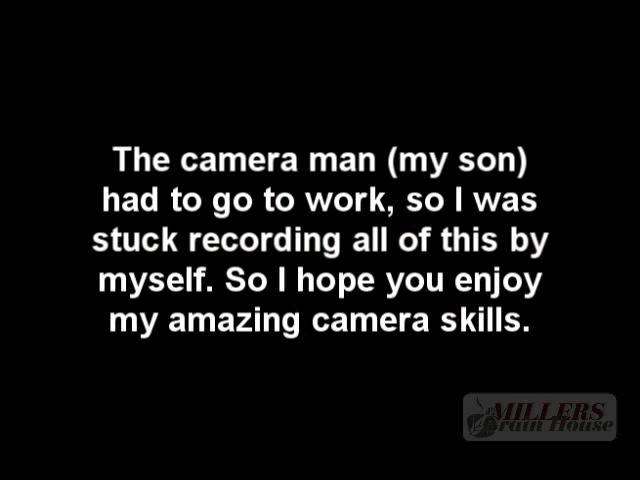 The camera man (my son)
had to go to work, so I was
stuck recording all of this by
myself. So I hope you enjoy
my amazing camera skills.
MILLERS
Grain House